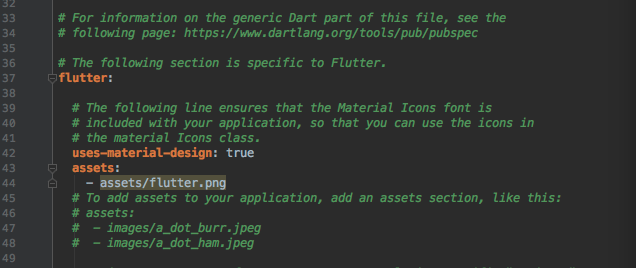 32
33 # For information on the generic Dart part of this file, see the
34 # following page: https://www.dartlang.org/tools/pub/pubspec
35
36 # The following section is specific to Flutter.
37 flutter:
38
39 # The following line ensures that the Material Icons font is
40 # included with your application, so that you can use the icons in
41 # the material Icons class.
42 uses-material-design: true
43 assets:
44 - assets/flutter.png
45 # To add assets to your application, add an assets section, like this:
46 # assets:
47 #  - images/a_dot_burr.jpeg
48 #  - images/a_dot_ham.jpeg
49